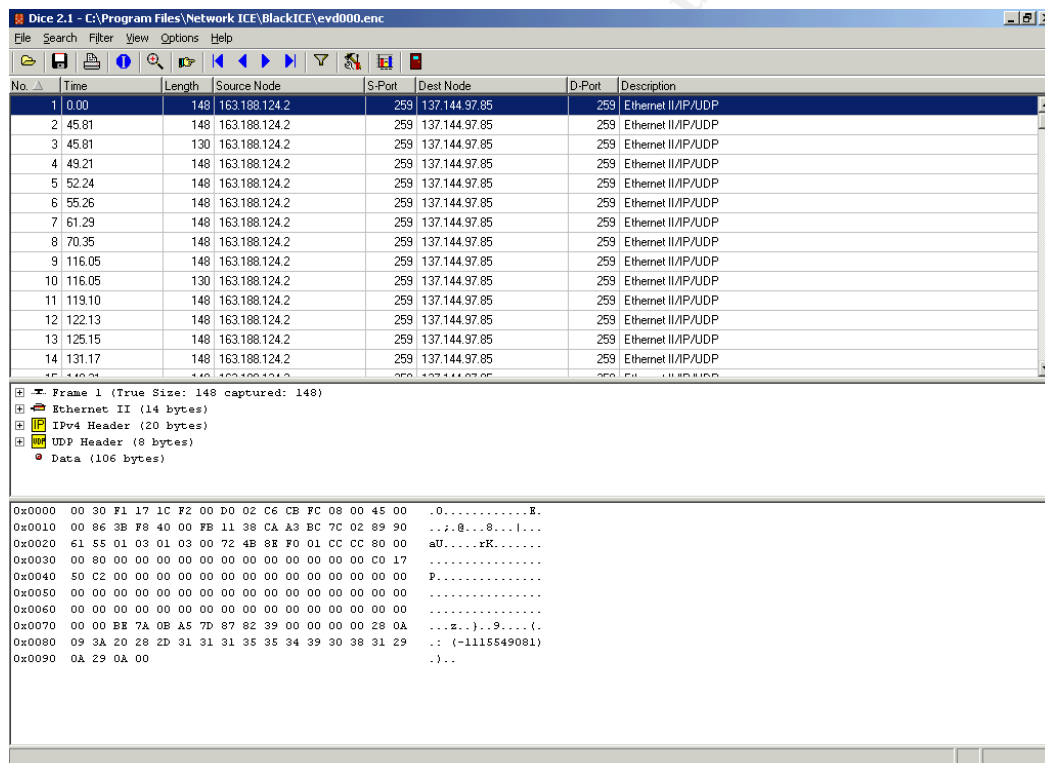 Dice 2.1 - C:\Program Files\Network ICE\BlackICE\evd000.enc
File Search Filter View Options Help
No. Time Length Source Node S-Port Dest Node D-Port Description
1 0.00 148 163.188.124.2 259 137.144.97.85 259 Ethernet II/IP/UDP
2 45.81 148 163.188.124.2 259 137.144.97.85 259 Ethernet II/IP/UDP
3 45.81 130 163.188.124.2 259 137.144.97.85 259 Ethernet II/IP/UDP
4 49.21 148 163.188.124.2 259 137.144.97.85 259 Ethernet II/IP/UDP
5 52.24 148 163.188.124.2 259 137.144.97.85 259 Ethernet II/IP/UDP
6 55.26 148 163.188.124.2 259 137.144.97.85 259 Ethernet II/IP/UDP
7 61.29 148 163.188.124.2 259 137.144.97.85 259 Ethernet II/IP/UDP
8 70.35 148 163.188.124.2 259 137.144.97.85 259 Ethernet II/IP/UDP
9 116.05 148 163.188.124.2 259 137.144.97.85 259 Ethernet II/IP/UDP
10 116.05 130 163.188.124.2 259 137.144.97.85 259 Ethernet II/IP/UDP
11 119.10 148 163.188.124.2 259 137.144.97.85 259 Ethernet II/IP/UDP
12 122.13 148 163.188.124.2 259 137.144.97.85 259 Ethernet II/IP/UDP
13 125.15 148 163.188.124.2 259 137.144.97.85 259 Ethernet II/IP/UDP
14 131.17 148 163.188.124.2 259 137.144.97.85 259 Ethernet II/IP/UDP
Frame 1 (True Size: 148 captured: 148)
Ethernet II (14 bytes)
IP IPv4 Header (20 bytes)
UDP UDP Header (8 bytes)
Data (106 bytes)
0x0000 00 30 F1 17 1C F2 00 D0 02 C6 CB FC 08 00 45 00 .0............E.
0x0010 00 86 3B F8 40 00 FB 11 38 CA A3 BC 7C 02 89 90 ..;.@...8...|...
0x0020 61 55 01 03 01 03 00 72 4B 8E F0 01 CC CC 80 00 aU.....rK.......
0x0030 00 80 00 00 00 00 00 00 00 00 00 00 00 00 C0 17 ................
0x0040 50 C2 00 00 00 00 00 00 00 00 00 00 00 00 00 00 P...............
0x0050 00 00 00 00 00 00 00 00 00 00 00 00 00 00 00 00 ................
0x0060 00 00 00 00 00 00 00 00 00 00 00 00 00 00 00 00 ................
0x0070 00 00 BE 7A 0B A5 7D 87 82 39 00 00 00 00 28 0A ...z..}..9....(.
0x0080 09 3A 20 28 2D 31 31 31 35 35 34 39 30 38 31 29 .: (-1115549081)
0x0090 0A 29 0A 00 .)..